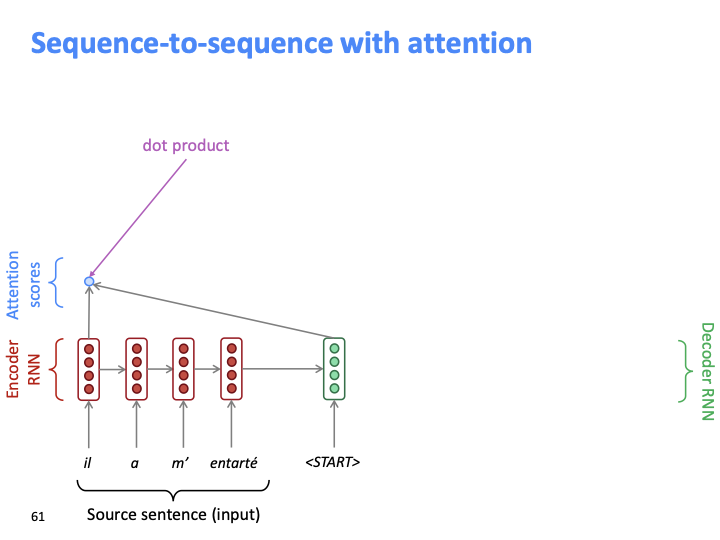 Sequence-to-sequence with attention
dot product
Attention
scores
Encoder
RNN
Decoder RNN
il a m’ entarté <START>
Source sentence (input)
61